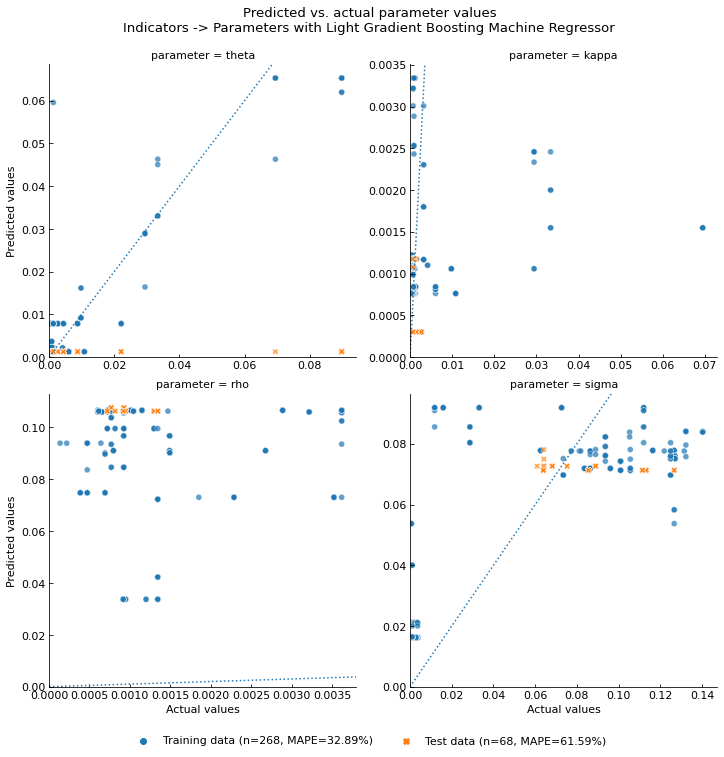 Predicted vs. actual parameter values
Indicators -> Parameters with Light Gradient Boosting Machine Regressor
parameter = theta
parameter = kappa
Predicted values
0.06
0.05
0.04
0.03
0.02
0.01
0.00
0.00 0.02 0.04 0.06 0.08
0.0035
0.0030
0.0025
0.0020
0.0015
0.0010
0.0005
0.0000
0.00 0.01 0.02 0.03 0.04 0.05 0.06 0.07
parameter = rho
parameter = sigma
Predicted values
0.10
0.08
0.06
0.04
0.02
0.00
0.0000 0.0005 0.0010 0.0015 0.0020 0.0025 0.0030 0.0035
Actual values
0.08
0.06
0.04
0.02
0.00
0.00 0.02 0.04 0.06 0.08 0.10 0.12 0.14
Actual values
Training data (n=268, MAPE=32.89%)
Test data (n=68, MAPE=61.59%)